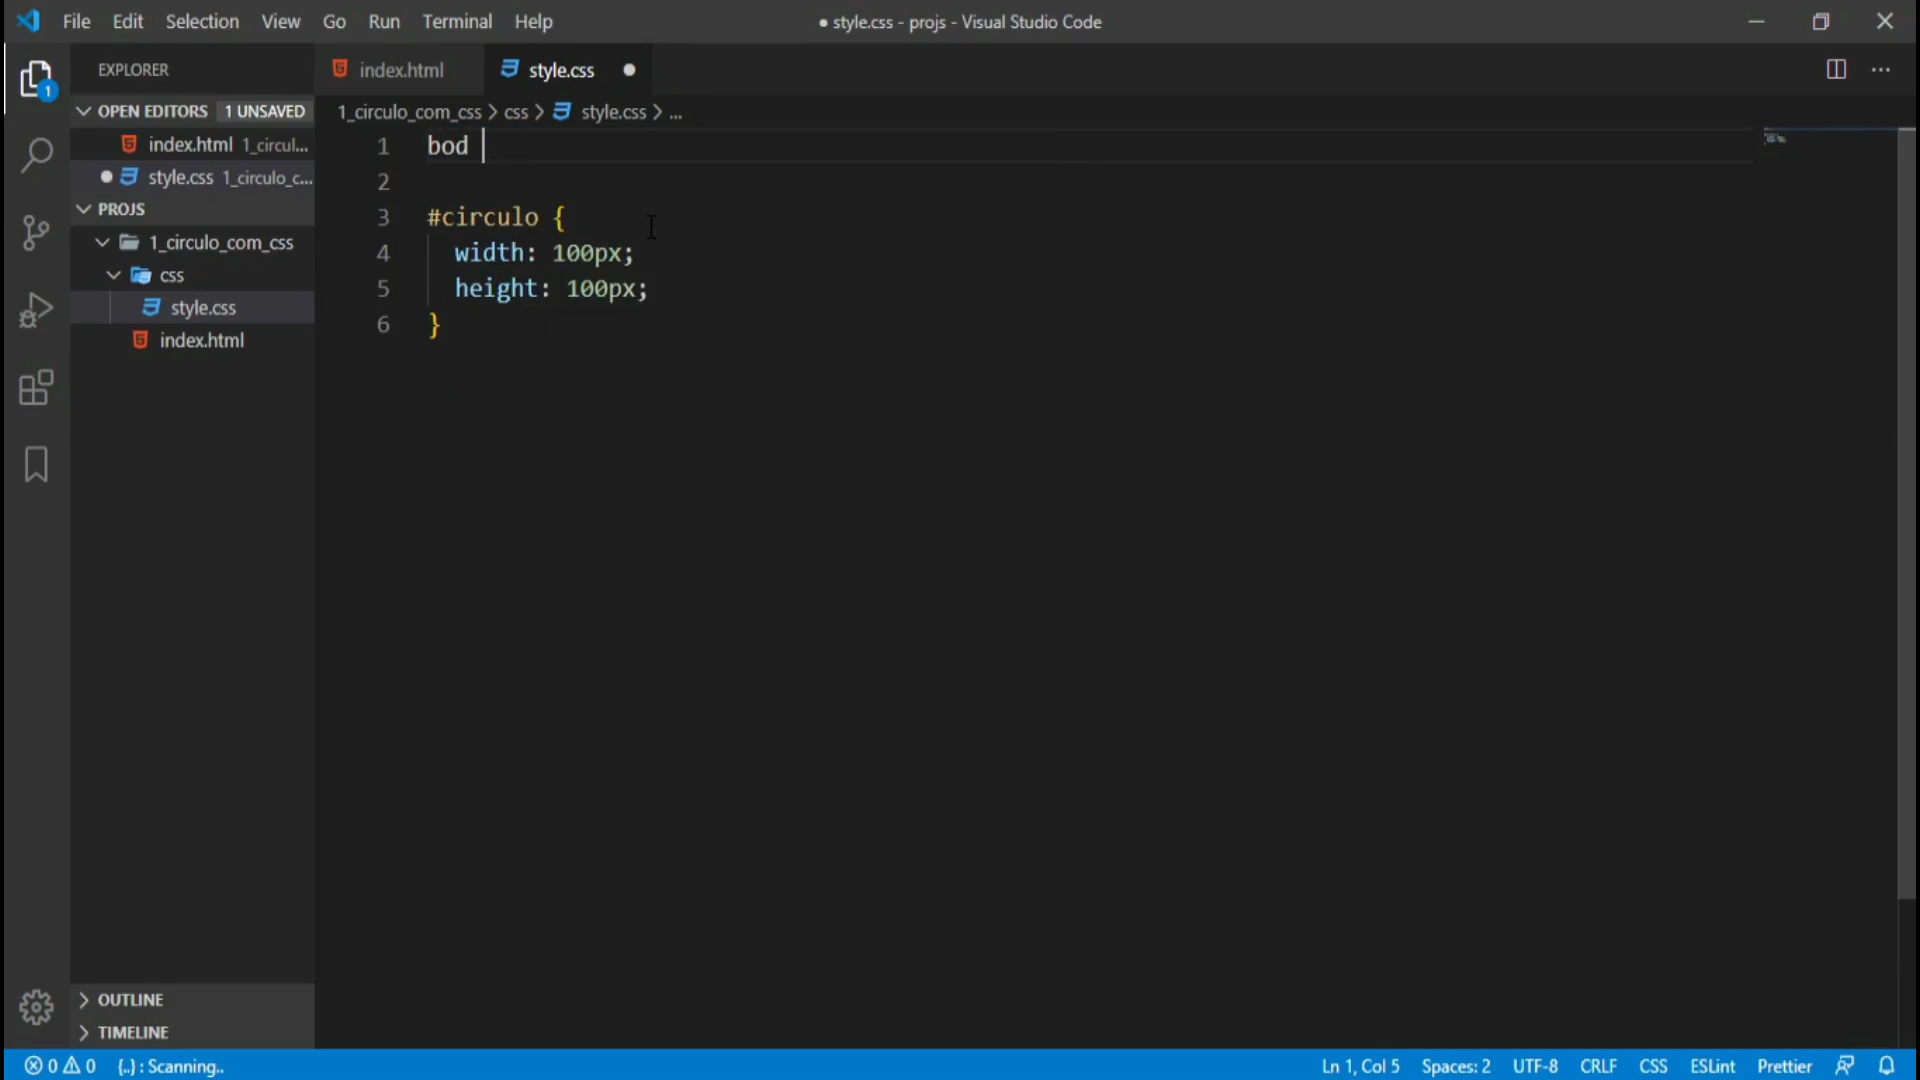 File Edit Selection View Go Run Terminal Help
● style.css - projs - Visual Studio Code
1
EXPLORER
OPEN EDITORS 1 UNSAVED
index.html 1_circul...
style.css 1_circulo_c...
PROJS
1_circulo_com_css
css
style.css
index.html
OUTLINE
TIMELINE
index.html
style.css
1_circulo_com_css > css > style.css > ...
1 bod
2
3 #circulo {
4 width: 100px;
5 height: 100px;
6 }
0 0 {..} : Scanning..
Ln 1, Col 5 Spaces: 2 UTF-8 CRLF CSS ESLint Prettier